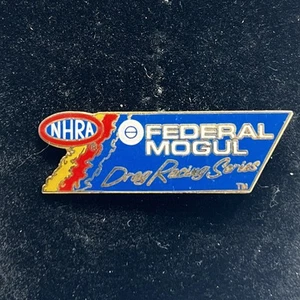 NHRA
®
FEDERAL
MOGUL
Drag Racing Series
TM